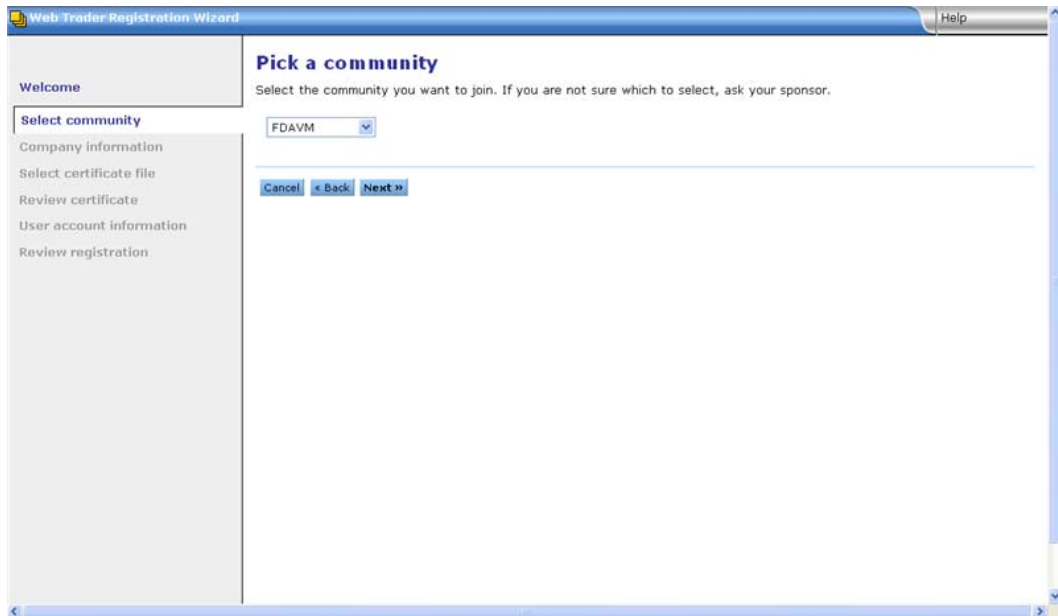 Web Trader Registration Wizard
Help
Welcome
Select community
Company information
Select certificate file
Review certificate
User account information
Review registration
Pick a community
Select the community you want to join. If you are not sure which to select, ask your sponsor.
FDAVM
Cancel « Back Next »